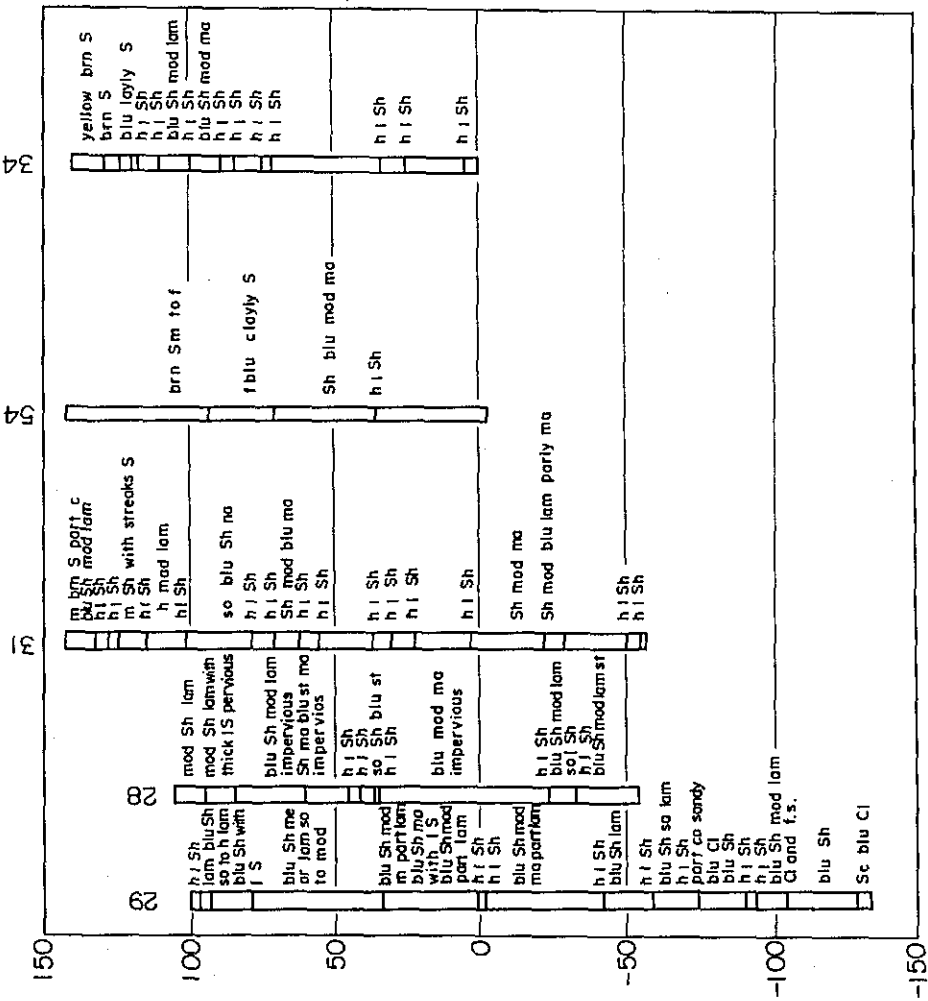 34
yellow brn S
brn S
blu layly S
h l Sh
h l Sh
blu Sh mod lam
h l Sh
blu Sh mod ma
h l Sh
h l Sh
h l Sh
h l Sh
h l Sh
h l Sh
h l Sh
54
brn Sm to f
f blu clayly S
Sh blu mod ma
h l Sh
31
m brn S part c
blu Sh mod lam
h l Sh
h l Sh
m Sh with streaks S
h l Sh
h mod lam
h l Sh
so blu Sh na
h l Sh
h l Sh
Sh mod blu ma
h l Sh
h l Sh
h l Sh
h l Sh
h l Sh
h l Sh
Sh mod ma
Sh mod blu lam parly ma
h l Sh
h l Sh
28
mod Sh lam
mod Sh lam with
thick l S pervious
blu Sh mod lam
impervious
Sh ma blu st ma
impervios
h l Sh
h l Sh
so Sh blu st
h l Sh
blu mod ma
impervious
h l Sh
blu Sh mod lam
so l Sh
h l Sh
blu Sh mod lam st
29
h l Sh
lam blu Sh
so to h lam
blu Sh with
l S
blu Sh me
or lam so
to mod
blu Sh mod
m part lam
blu Sh ma
with l S
blu Sh mod
part lam
h l Sh
h l Sh
blu Sh mod
ma part lam
h l Sh
blu Sh lam
h l Sh
blu Sh so lam
h l Sh
part ca sandy
blu Cl
blu Sh
h l Sh
h l Sh
blu Sh mod lam
Cl and f.s.
blu Sh
Sc blu Cl
150
100
50
0
-50
-100
-150